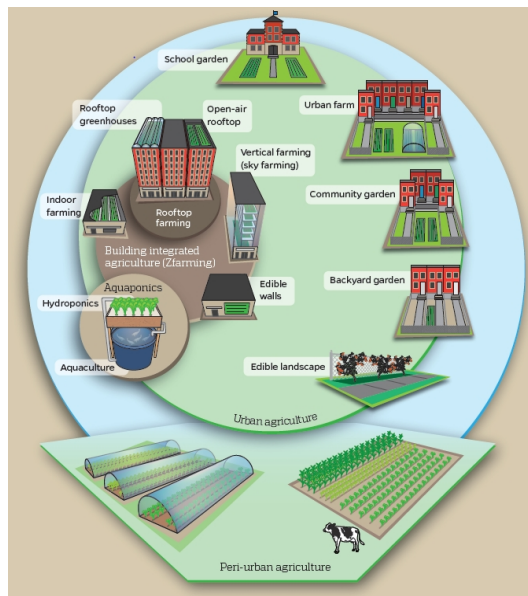 School garden
Rooftop
greenhouses
Open-air
rooftop
Urban farm
Vertical farming
(sky farming)
Indoor
farming
Rooftop
farming
Community garden
Building integrated
agriculture (Zfarming)
Aquaponics
Hydroponics
Edible
walls
Backyard garden
Aquaculture
Edible landscape
Urban agriculture
Peri-urban agriculture